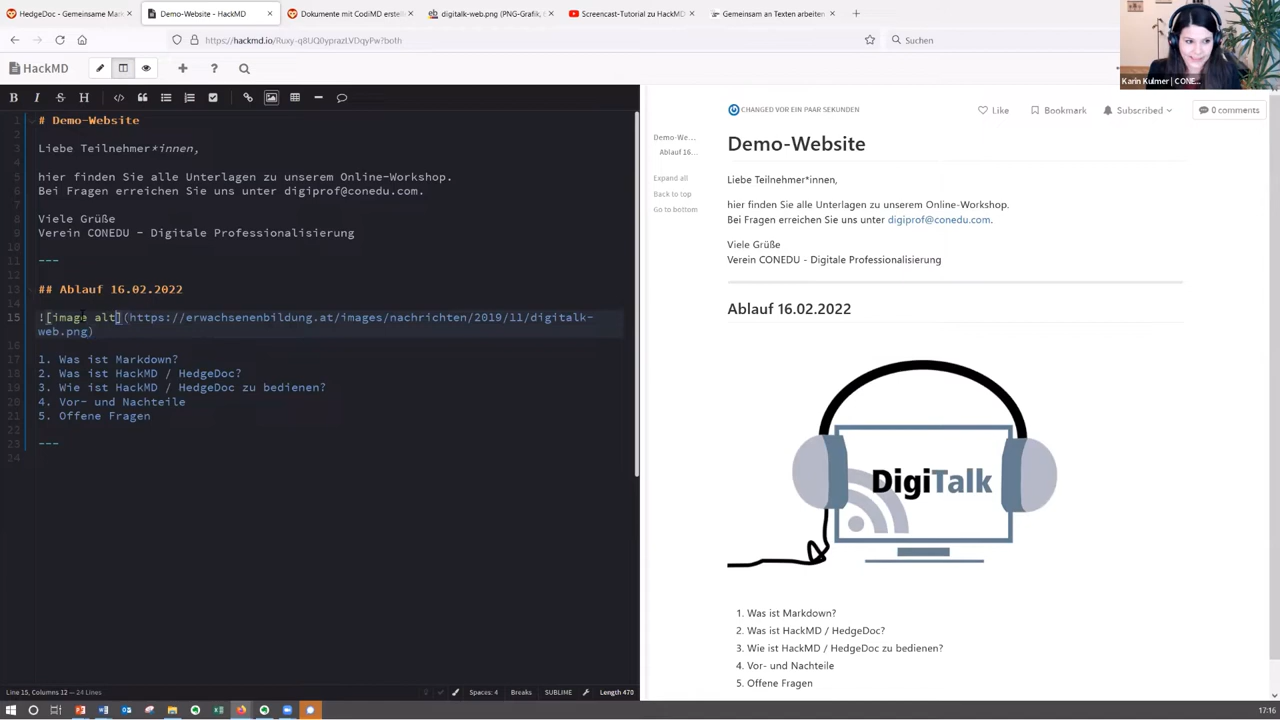 HedgeDoc - Gemeinsame Mark
Demo-Website - HackMD
Dokumente mit CodiMD erstell
digitalk-web.png (PNG-Grafik, 
Screencast-Tutorial zu HackMD
Gemeinsam an Texten arbeiten
https://hackmd.io/Ruxy-q8UQ0yprazLVDqyPw?both
Suchen
HackMD
Karin Kulmer | CONE...
# Demo-Website
Liebe Teilnehmer*innen,
hier finden Sie alle Unterlagen zu unserem Online-Workshop.
Bei Fragen erreichen Sie uns unter digiprof@conedu.com.
Viele Grüße
Verein CONEDU - Digitale Professionalisierung
---
## Ablauf 16.02.2022
![image alt](https://erwachsenenbildung.at/images/nachrichten/2019/11/digitalk-
web.png)
1. Was ist Markdown?
2. Was ist HackMD / HedgeDoc?
3. Wie ist HackMD / HedgeDoc zu bedienen?
4. Vor- und Nachteile
5. Offene Fragen
---
Line 15, Columns 12 — 24 Lines
Spaces: 4
Breaks
SUBLIME
Length 470
Demo-We...
Ablauf 16...
Expand all
Back to top
Go to bottom
CHANGED VOR EIN PAAR SEKUNDEN
Like
Bookmark
Subscribed
0 comments
Demo-Website
Liebe Teilnehmer*innen,
hier finden Sie alle Unterlagen zu unserem Online-Workshop.
Bei Fragen erreichen Sie uns unter digiprof@conedu.com.
Viele Grüße
Verein CONEDU - Digitale Professionalisierung
Ablauf 16.02.2022
DigiTalk
1. Was ist Markdown?
2. Was ist HackMD / HedgeDoc?
3. Wie ist HackMD / HedgeDoc zu bedienen?
4. Vor- und Nachteile
5. Offene Fragen
17:16